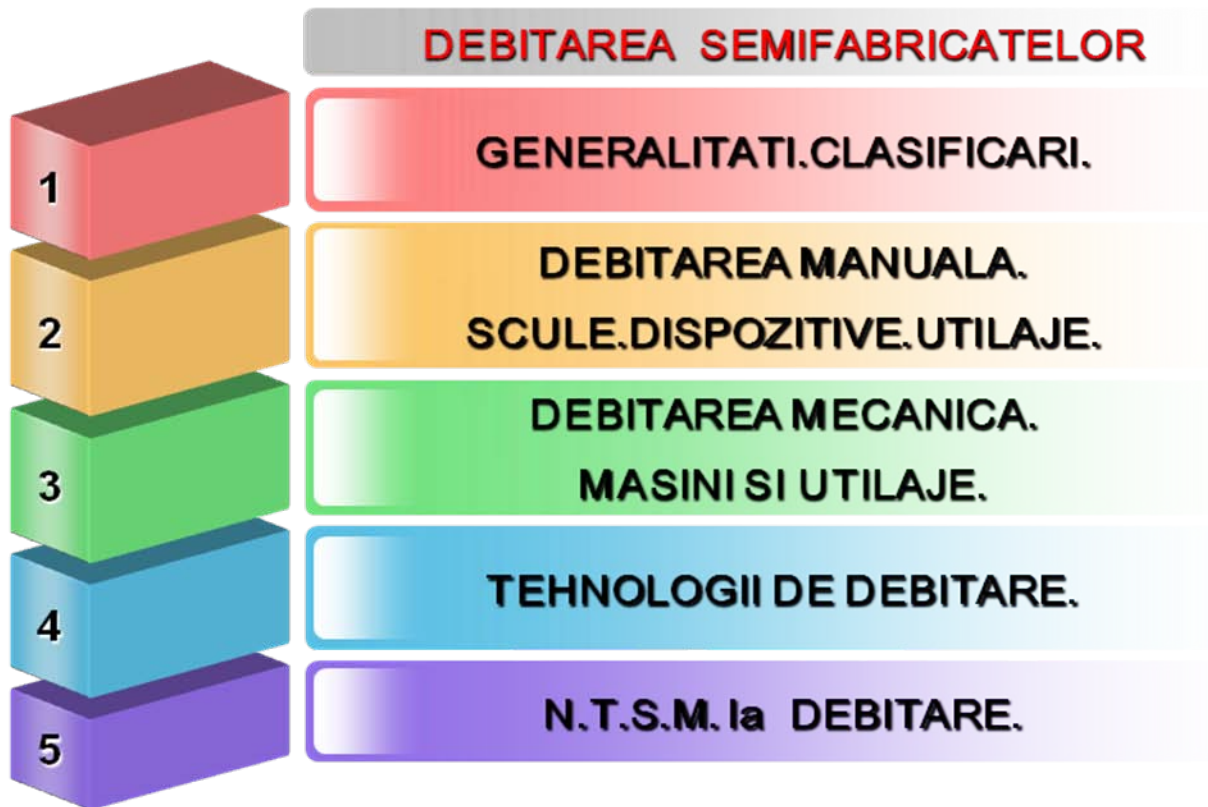 DEBITAREA SEMIFABRICATELOR
1
GENERALITATI.CLASIFICARI.
2
DEBITAREA MANUALA.
SCULE.DISPOZITIVE.UTILAJE.
3
DEBITAREA MECANICA.
MASINI SI UTILAJE.
4
TEHNOLOGII DE DEBITARE.
5
N.T.S.M. la DEBITARE.